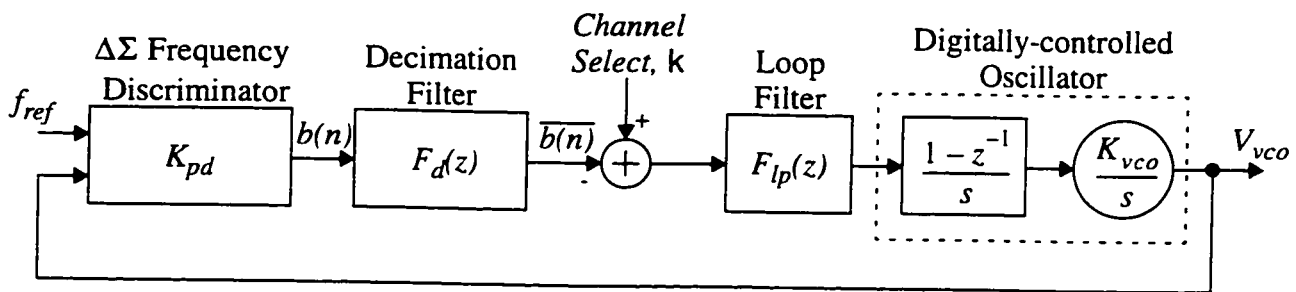 ΔΣ Frequency
Discriminator
f_ref
K_pd
b(n)
Decimation
Filter
F_d(z)
\overline{b(n)}
Channel
Select, k
+
+
-
Loop
Filter
F_lp(z)
Digitally-controlled
Oscillator
1 - z^{-1}
s
K_vco
s
V_vco